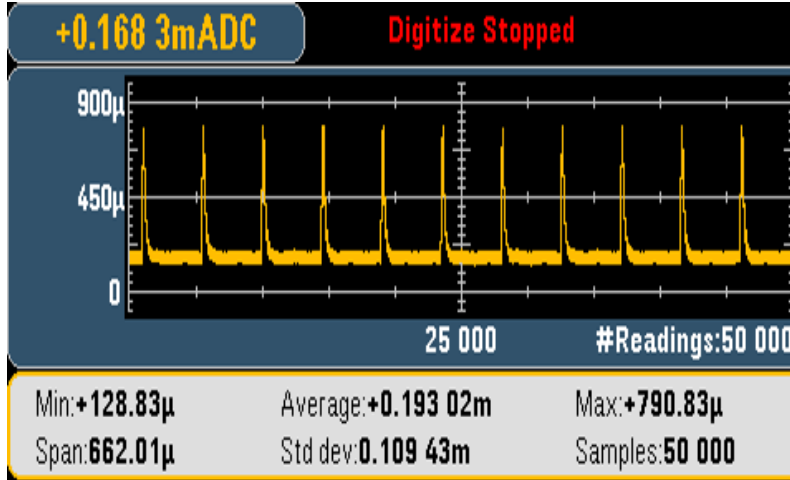 +0.168 3mADC
Digitize Stopped
900µ
450µ
0
25 000 #Readings:50 000
Min:+128.83µ Average:+0.193 02m Max:+790.83µ
Span:662.01µ Std dev:0.109 43m Samples:50 000